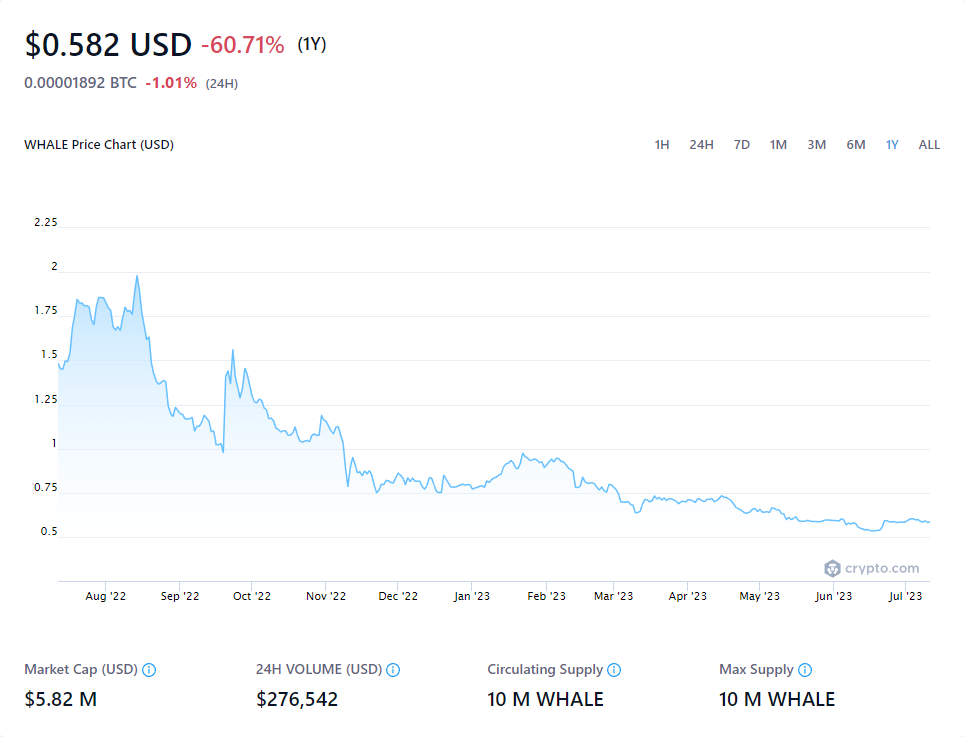 $0.582 USD -60.71% (1Y)
0.00001892 BTC -1.01% (24H)
WHALE Price Chart (USD) 1H 24H 7D 1M 3M 6M 1Y ALL
2.25
2
1.75
1.5
1.25
1
0.75
0.5
crypto.com
Aug '22 Sep '22 Oct '22 Nov '22 Dec '22 Jan '23 Feb '23 Mar '23 Apr '23 May '23 Jun '23 Jul '23
Market Cap (USD) 24H VOLUME (USD) Circulating Supply Max Supply
$5.82 M $276,542 10 M WHALE 10 M WHALE